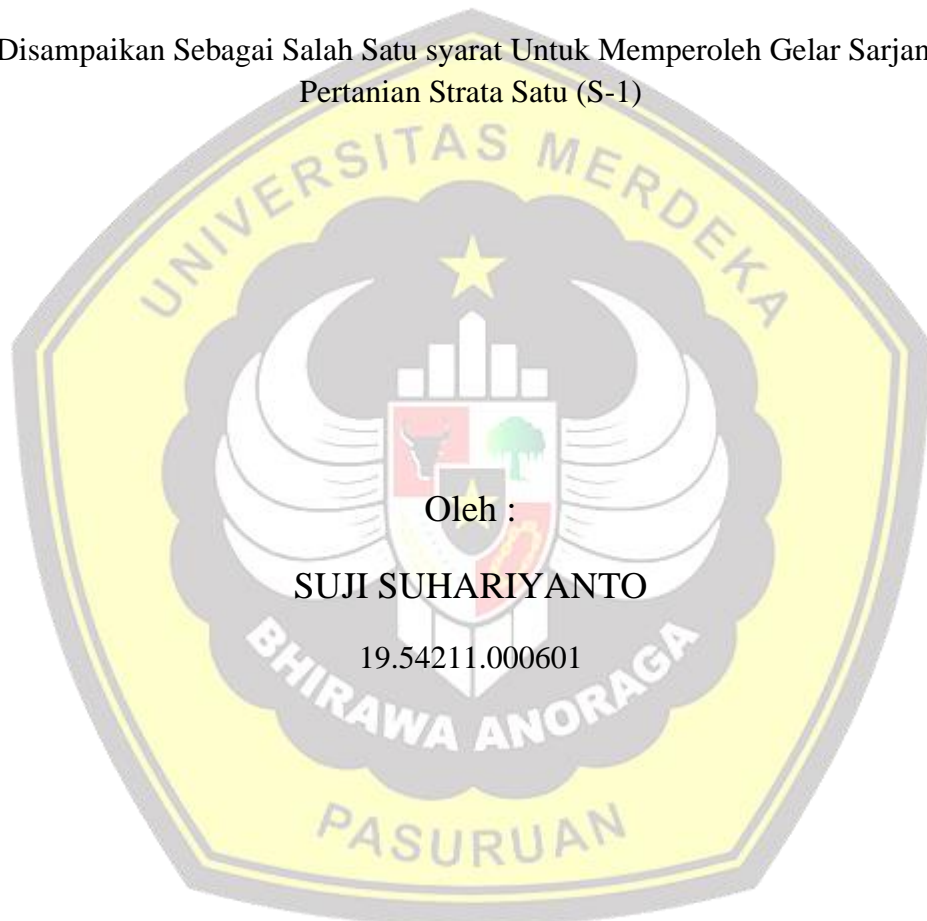 Disampaikan Sebagai Salah Satu syarat Untuk Memperoleh Gelar Sarjan
Pertanian Strata Satu (S-1)
UNIVERSITAS MERDEKA
Oleh :
SUJI SUHARIYANTO
19.54211.000601
BHIRAWA ANORAGA
PASURUAN